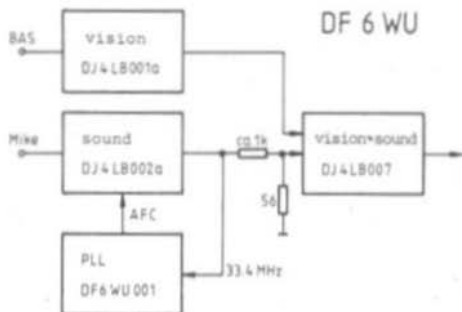 DF 6 WU
BAS
vision
DJ4LB001a
Mike
sound
DJ4LB002a
ca.1k
vision+sound
DJ4LB007
56
AFC
PLL
DF6WU001
33.4 MHz